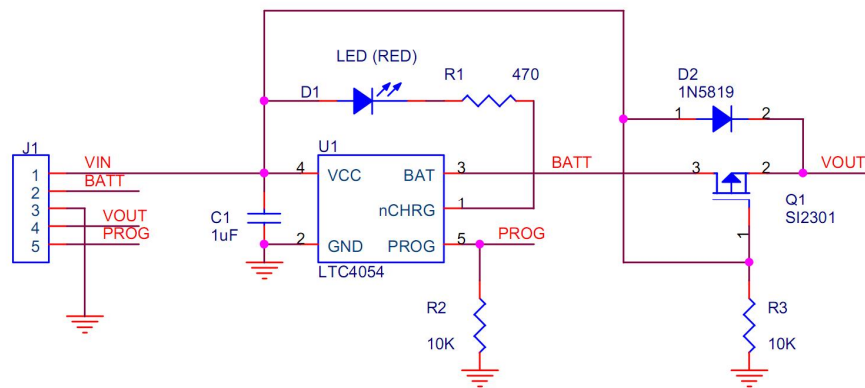 LED (RED)
D1
R1
470
D2
1N5819
1
2
J1
1
2
3
4
5
VIN
BATT
VOUT
PROG
U1
4
VCC
BAT
3
nCHRG
1
2
GND
PROG
5
LTC4054
C1
1uF
BATT
PROG
3
2
VOUT
Q1
SI2301
1
R2
10K
R3
10K